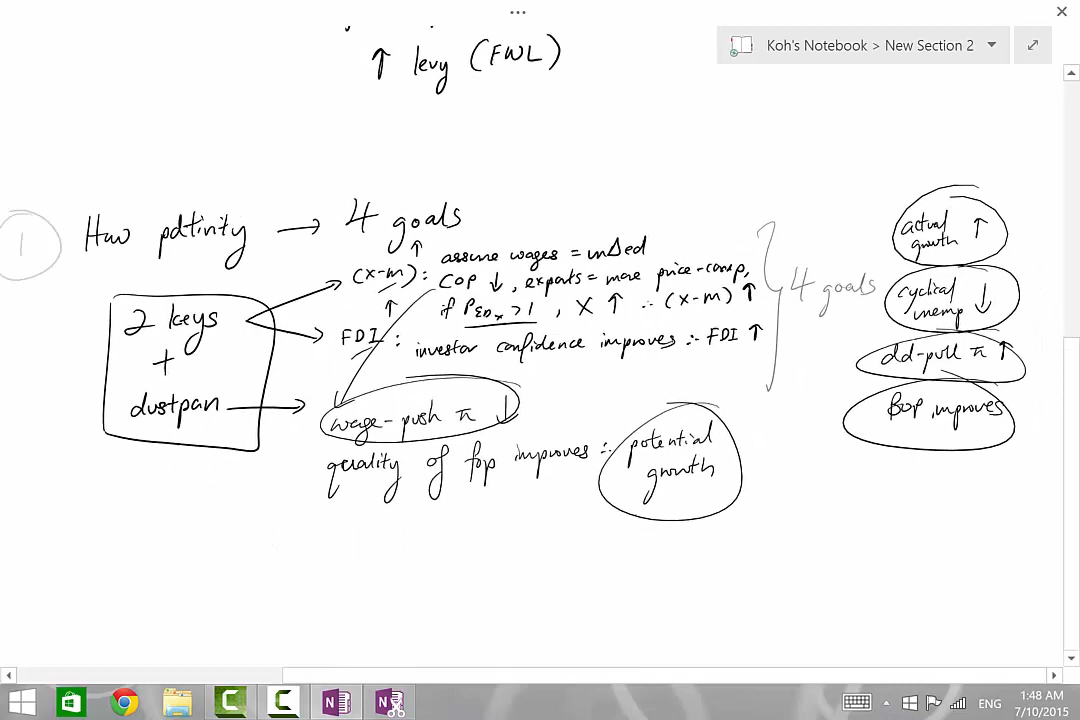 ...
Koh's Notebook > New Section 2
↑ levy (FWL)
1
How pdtivity → 4 goals
↑ assume wages = unΔed
(x-m): COP ↓, exports = more price-comp,
↑ if PED x > 1, X ↑ ∴ (x-m) ↑
FDI: investor confidence improves ∴ FDI ↑
2 keys
+
dustpan
wage-push π ↓
quality of fop improves ∴ potential
growth
4 goals
actual
growth ↑
cyclical
unemp ↓
dd-pull π ↑
BOP improves
ENG
1:48 AM
7/10/2015